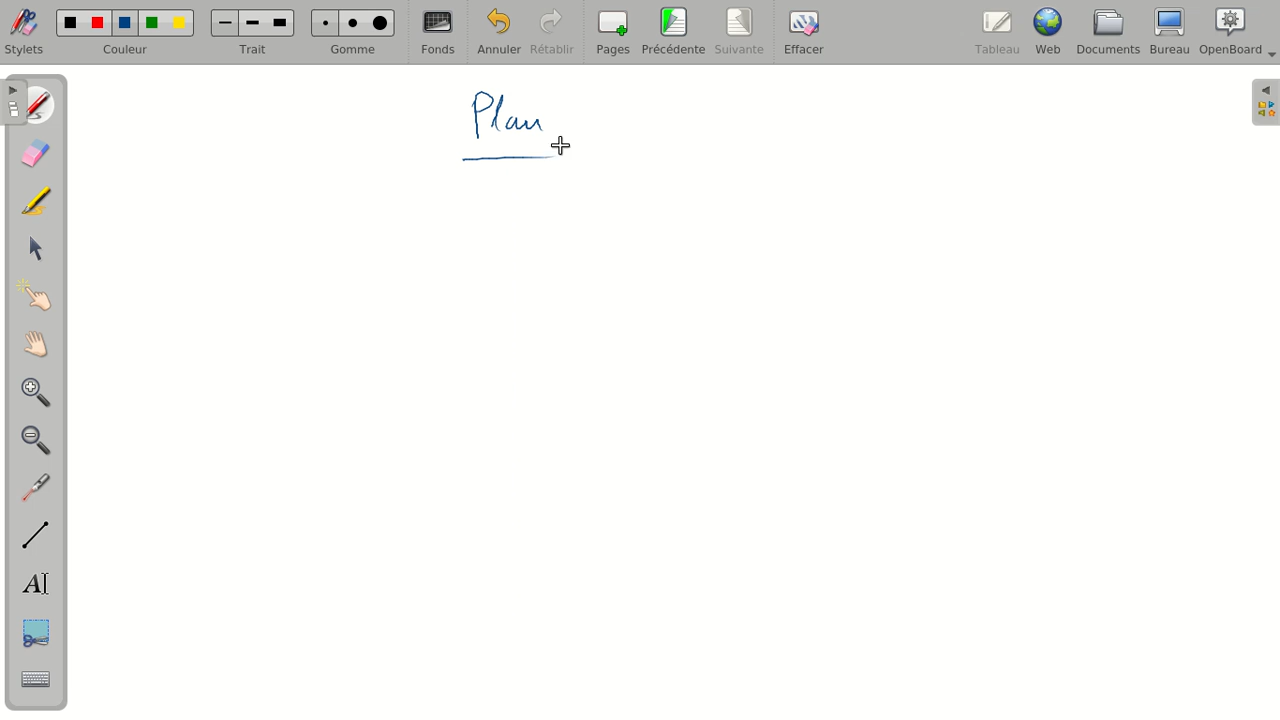 Stylets Couleur Trait Gomme Fonds Annuler Rétablir Pages Précédente Suivante Effacer Tableau Web Documents Bureau OpenBoard
Plan
A